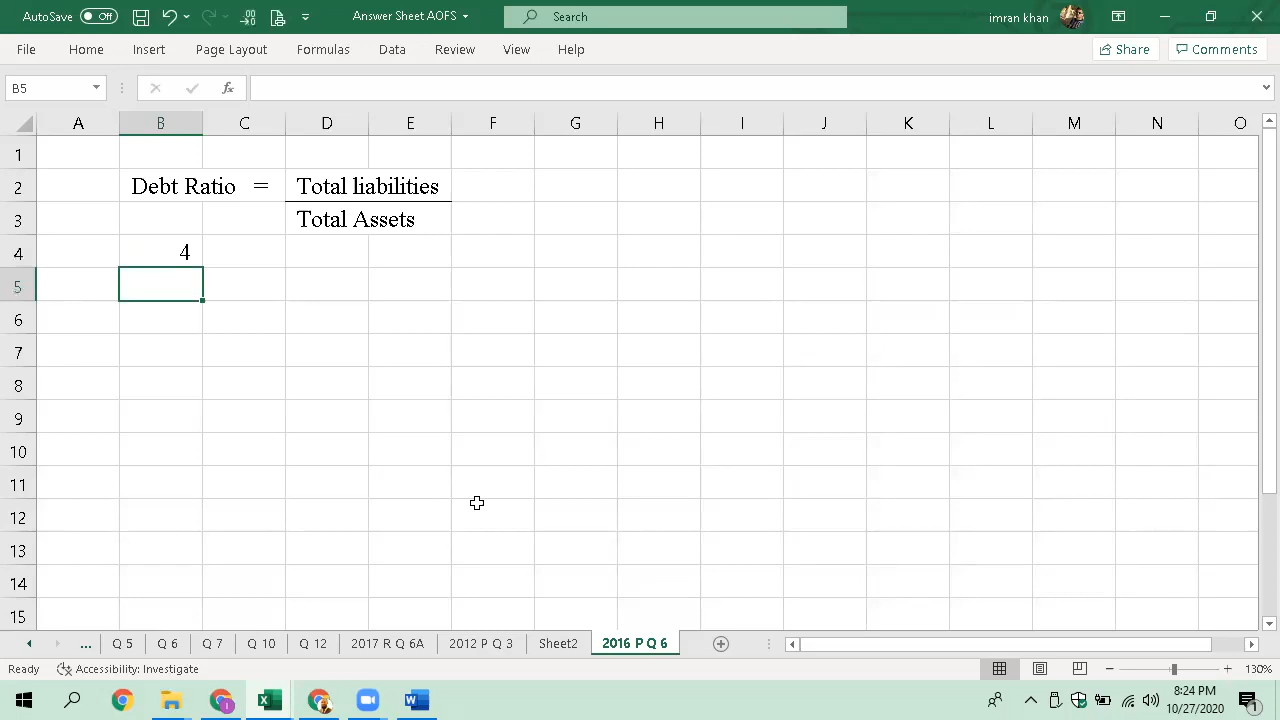 AutoSave Off Answer Sheet AOFS Search imran khan
File Home Insert Page Layout Formulas Data Review View Help Share Comments
B5 fx
A B C D E F G H I J K L M N O
1
2 Debt Ratio = Total liabilities
3 Total Assets
4 4
5
6
7
8
9
10
11
12
13
14
15
... Q 5 Q 6 Q 7 Q 10 Q 12 2017 R Q 6A 2012 P Q 3 Sheet2 2016 P Q 6
Ready Accessibility: Investigate 130%
8:24 PM
10/27/2020
1